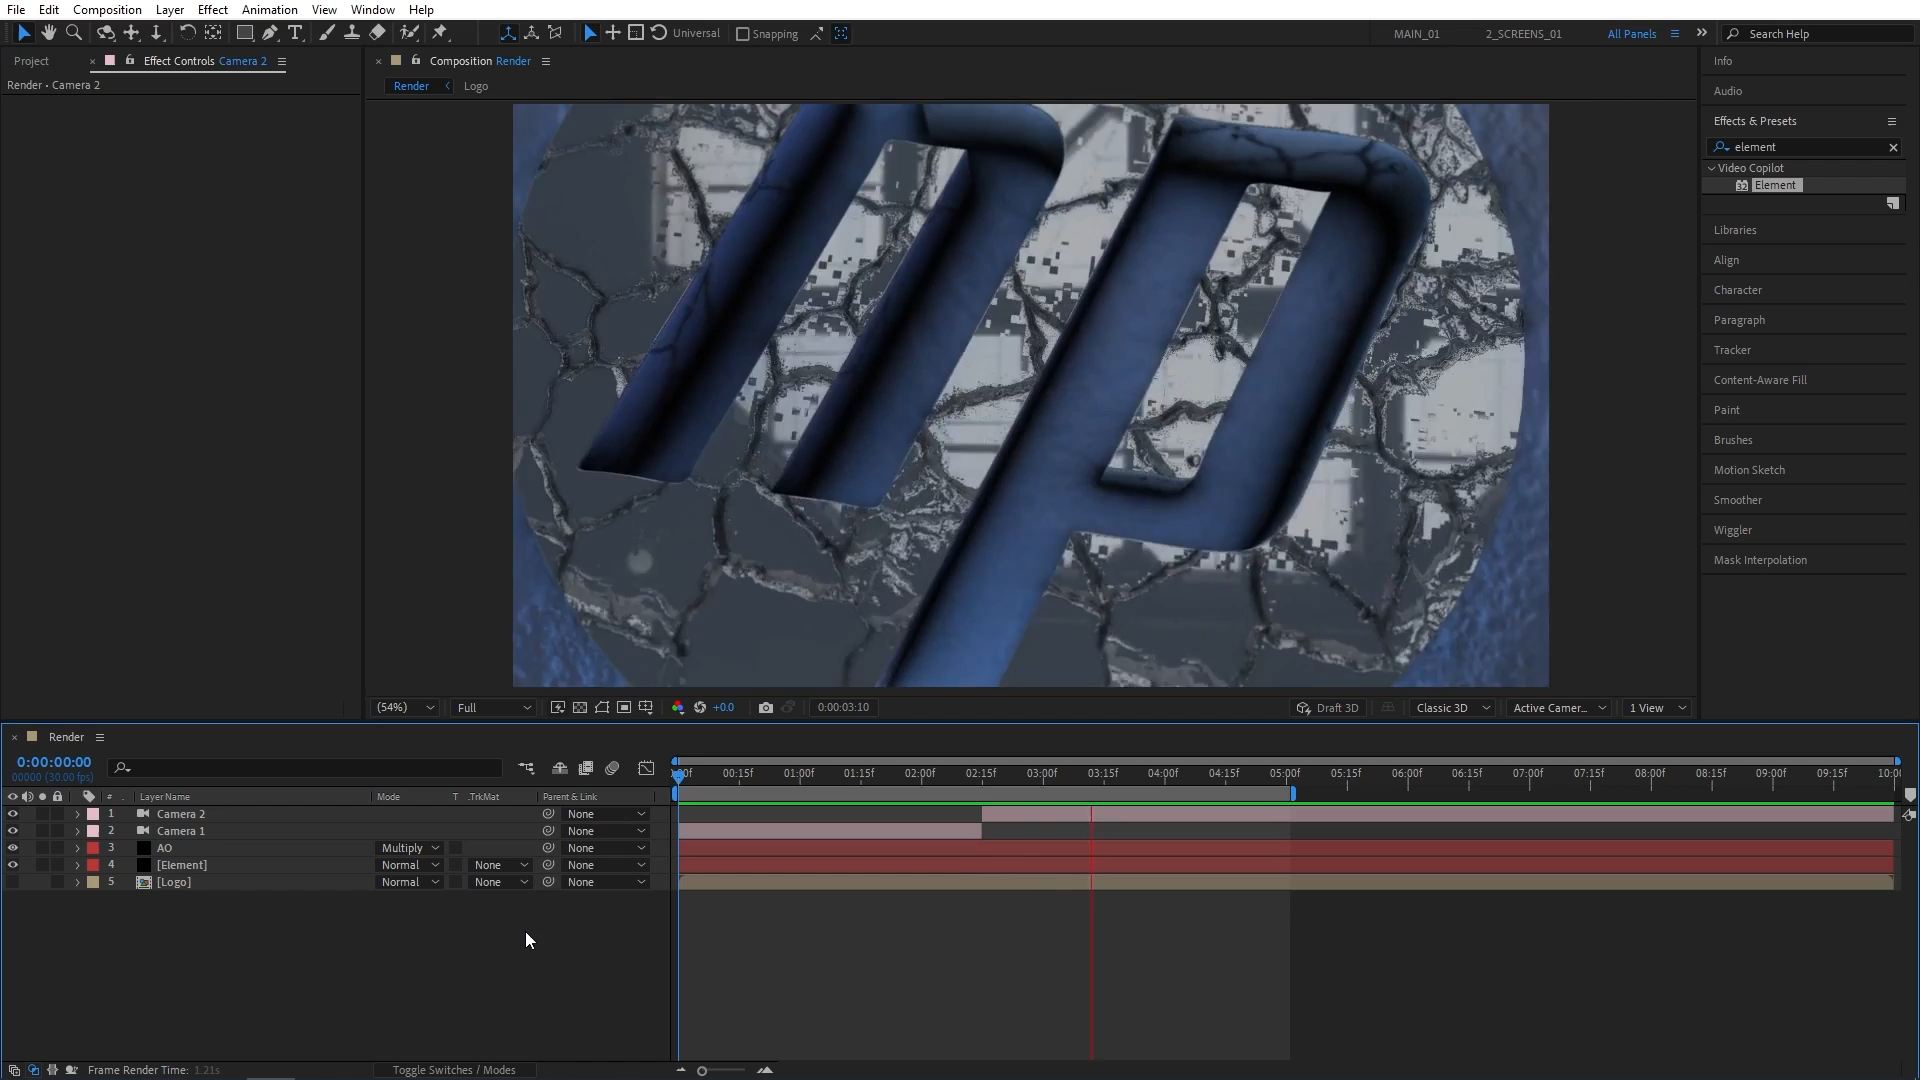 File Edit Composition Layer Effect Animation View Window Help
Universal Snapping MAIN_01 2_SCREENS_01 All Panels Search Help
Project Effect Controls Camera 2
Render • Camera 2
Composition Render
Render Logo
Info
Audio
Effects & Presets
element
Video Copilot
32 Element
Libraries
Align
Character
Paragraph
Tracker
Content-Aware Fill
Paint
Brushes
Motion Sketch
Smoother
Wiggler
Mask Interpolation
(54%) Full +0.0 0:00:03:10 Draft 3D Classic 3D Active Camer... 1 View
Render
0:00:00:00
00000 (30.00 fps)
:00f 00:15f 01:00f 01:15f 02:00f 02:15f 03:00f 03:15f 04:00f 04:15f 05:00f 05:15f 06:00f 06:15f 07:00f 07:15f 08:00f 08:15f 09:00f 09:15f 10:0
# . Layer Name Mode T .TrkMat Parent & Link
1 Camera 2 None
2 Camera 1 None
3 AO Multiply None
4 [Element] Normal None None
5 [Logo] Normal None None
Frame Render Time: 1.21s Toggle Switches / Modes